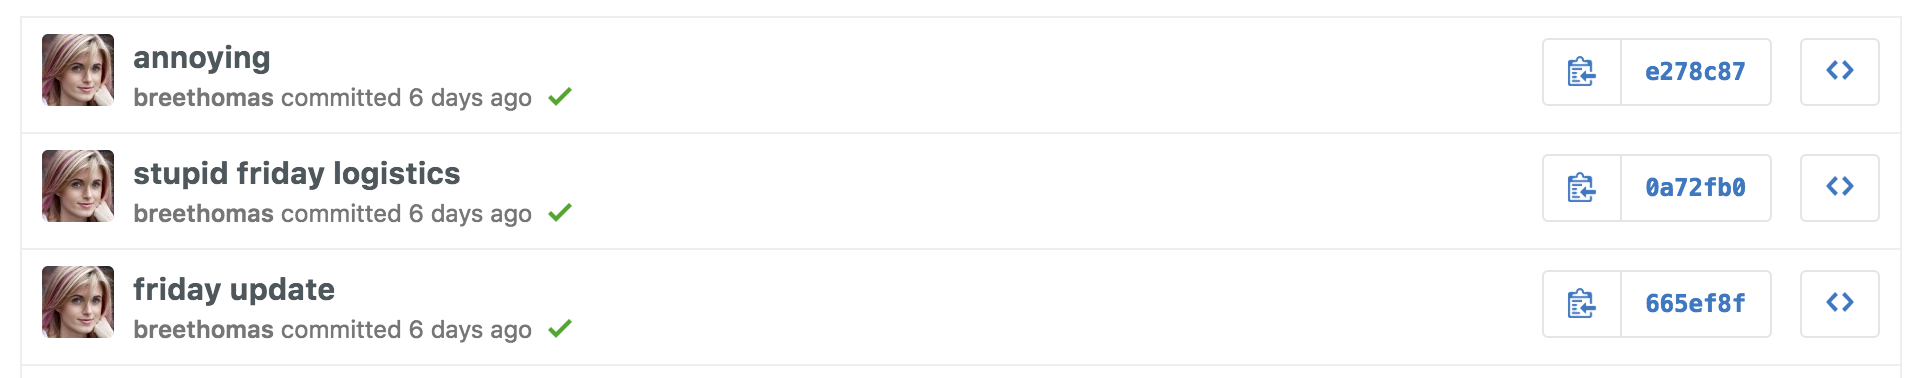 annoying
breethomas committed 6 days ago
e278c87
stupid friday logistics
breethomas committed 6 days ago
0a72fb0
friday update
breethomas committed 6 days ago
665ef8f